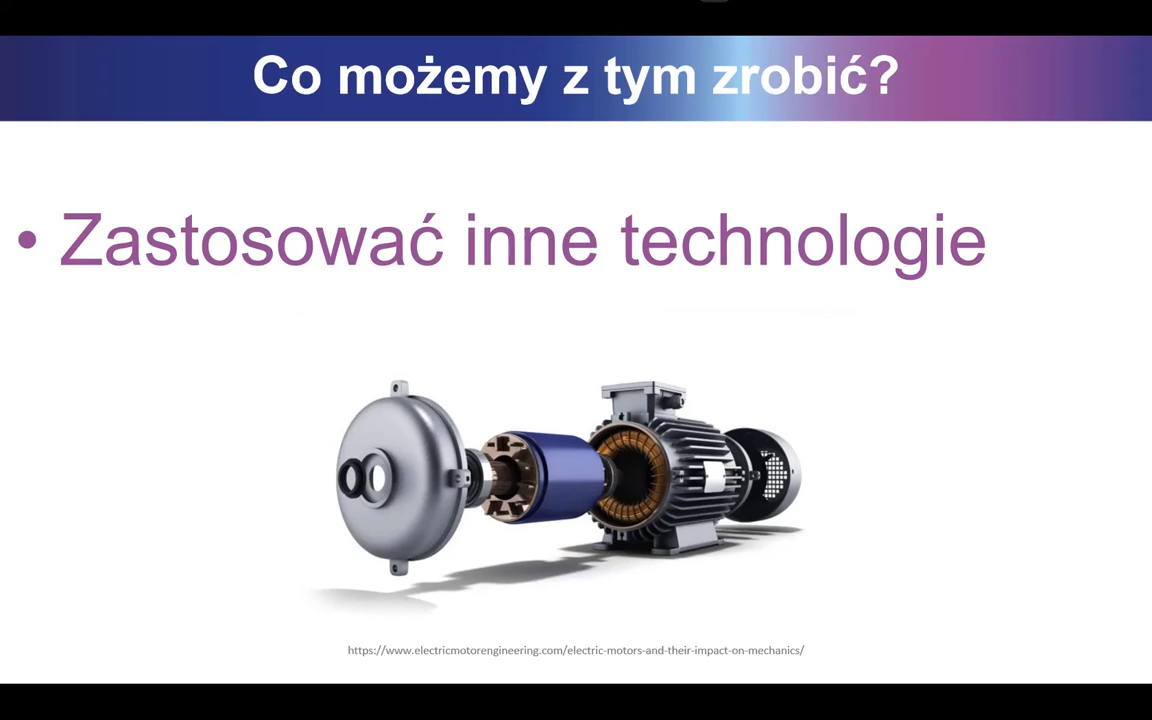 Co możemy z tym zrobić?
• Zastosować inne technologie
https://www.electricmotorengineering.com/electric-motors-and-their-impact-on-mechanics/